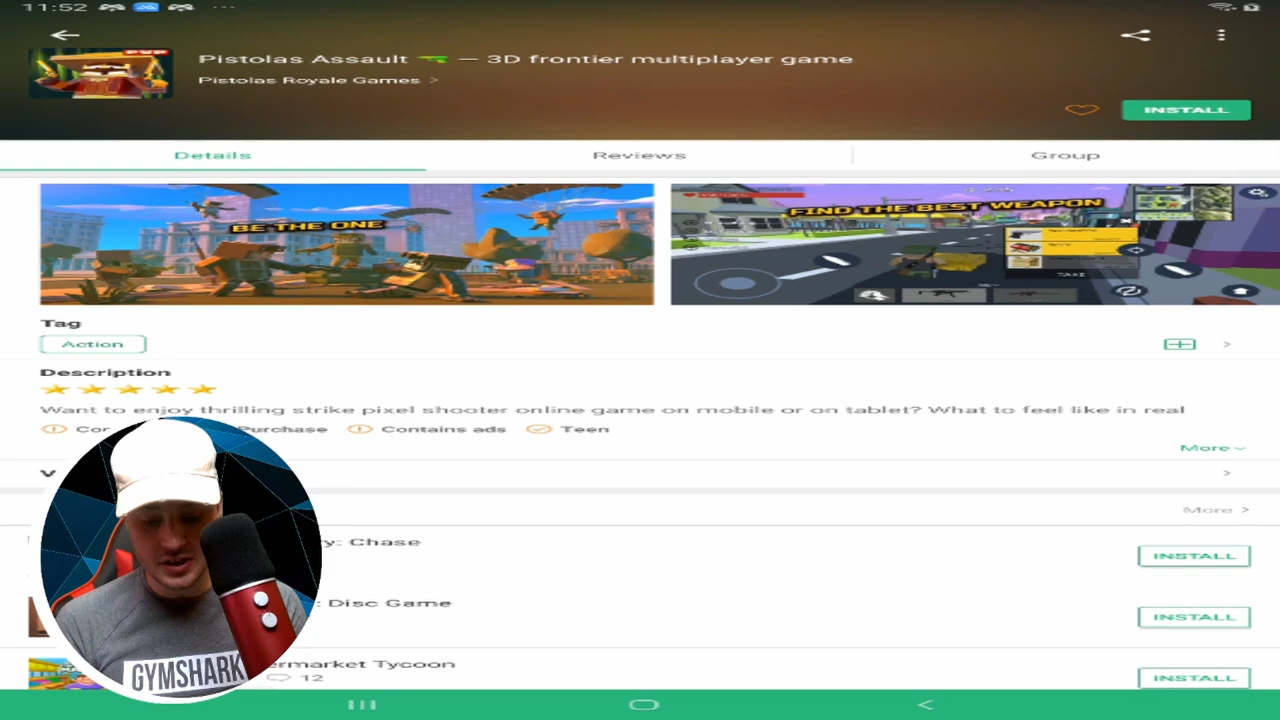 11:52
Pistolas Assault — 3D frontier multiplayer game
Pistolas Royale Games >
INSTALL
Details
Reviews
Group
PVP
BE THE ONE
FIND THE BEST WEAPON
TAKE
Tag
Action
Description
Want to enjoy thrilling strike pixel shooter online game on mobile or on tablet? What to feel like in real
Purchase
Contains ads
Teen
More
More >
Chase
INSTALL
Disc Game
INSTALL
Tycoon
12
INSTALL
GYMSHARK